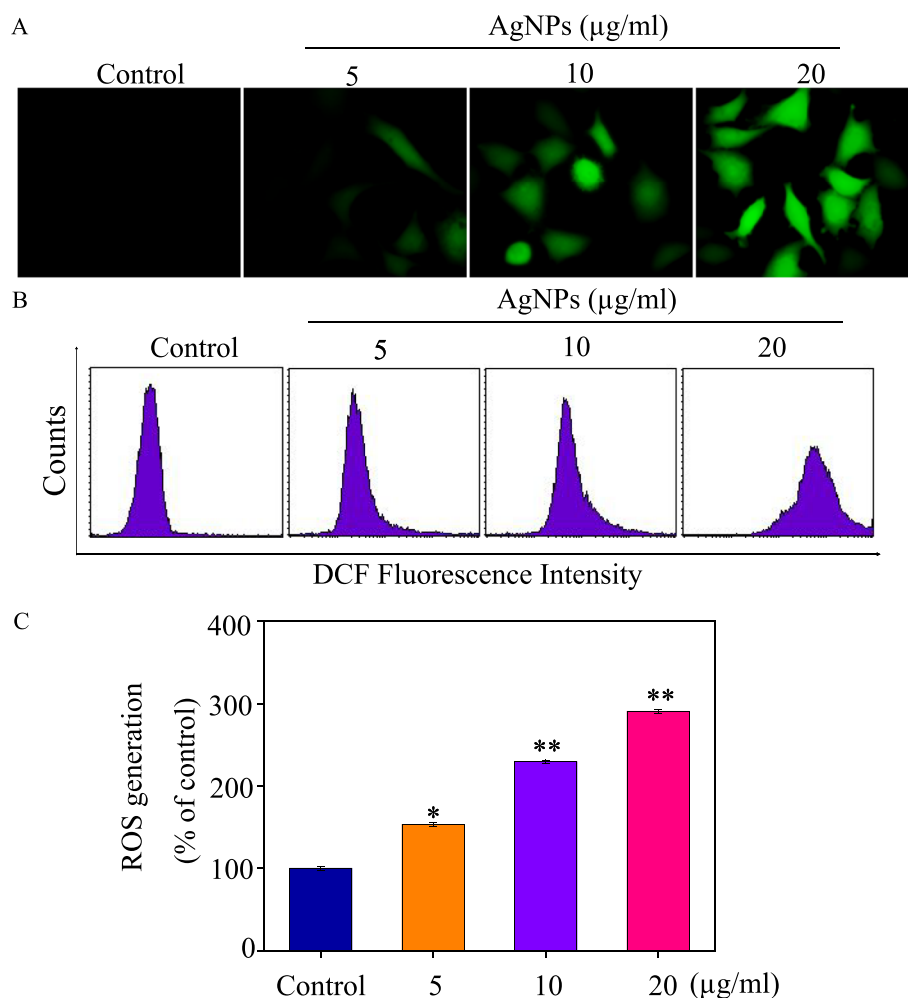 A
AgNPs (µg/ml)
Control 5 10 20
B
AgNPs (µg/ml)
Control 5 10 20
Counts
DCF Fluorescence Intensity
C
ROS generation
(% of control)
400
300
200
100
0
*
**
**
Control 5 10 20 (µg/ml)